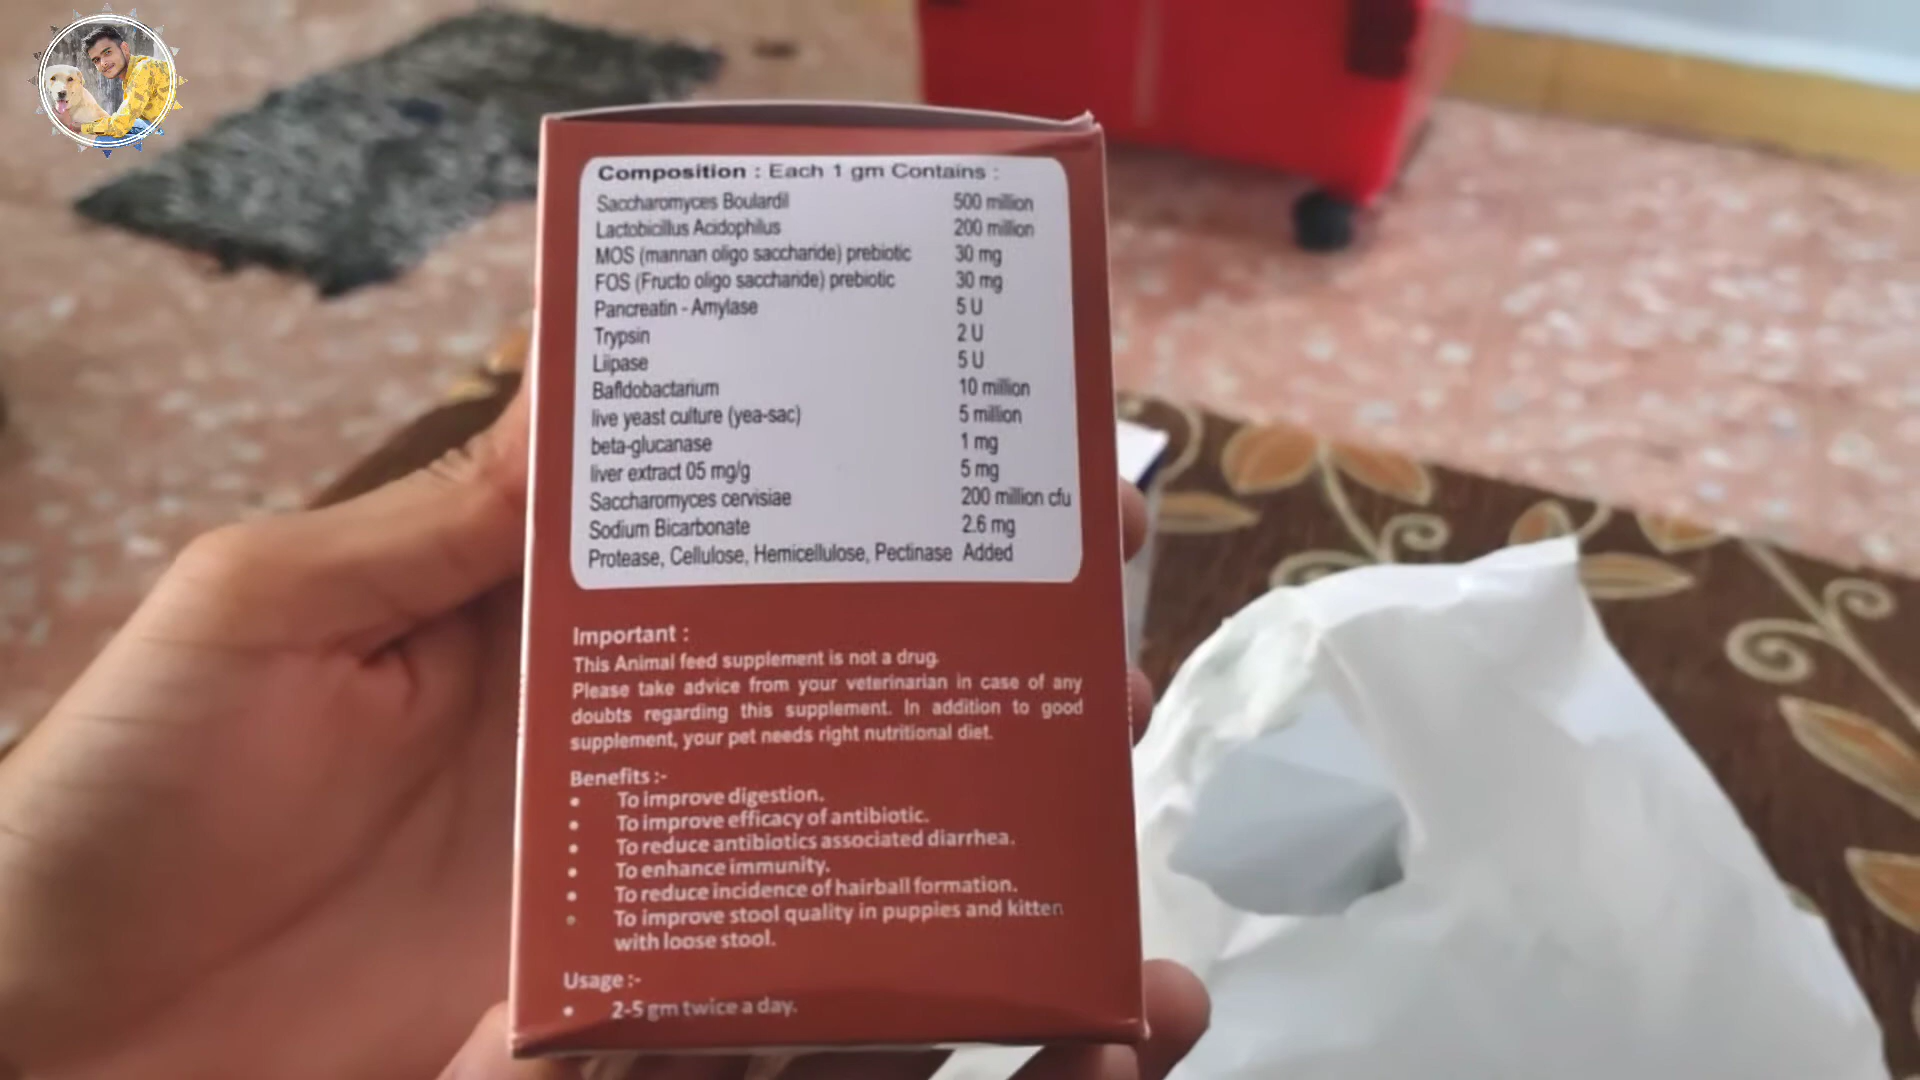 Composition : Each 1 gm Contains :
Saccharomyces Boulardil 500 million
Lactobicillus Acidophilus 200 million
MOS (mannan oligo saccharide) prebiotic 30 mg
FOS (Fructo oligo saccharide) prebiotic 30 mg
Pancreatin - Amylase 5 U
Trypsin 2 U
Liipase 5 U
Bafidobactarium 10 million
live yeast culture (yea-sac) 5 million
beta-glucanase 1 mg
liver extract 05 mg/g 5 mg
Saccharomyces cervisiae 200 million cfu
Sodium Bicarbonate 2.6 mg
Protease, Cellulose, Hemicellulose, Pectinase Added
Important :
This Animal feed supplement is not a drug.
Please take advice from your veterinarian in case of any
doubts regarding this supplement. In addition to good
supplement, your pet needs right nutritional diet.
Benefits :-
• To improve digestion.
• To improve efficacy of antibiotic.
• To reduce antibiotics associated diarrhea.
• To enhance immunity.
• To reduce incidence of hairball formation.
• To improve stool quality in puppies and kitten
with loose stool.
Usage :-
• 2-5 gm twice a day.